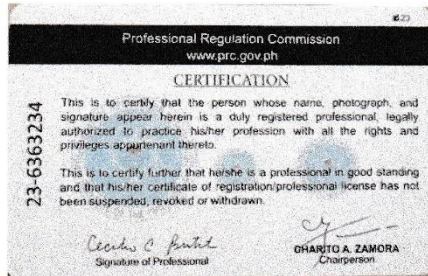 Professional Regulation Commission
www.prc.gov.ph
CERTIFICATION
This is to certify that the person whose name, photograph, and
signature appear herein is a duly registered professional, legally
authorized to practice his/her profession with all the rights and
privileges appurtenant thereto.
This is to certify further that he/she is a professional in good standing
and that his/her certificate of registration/professional license has not
been suspended, revoked or withdrawn.
23-6363234
Signature of Professional
CHARITO A. ZAMORA
Chairperson